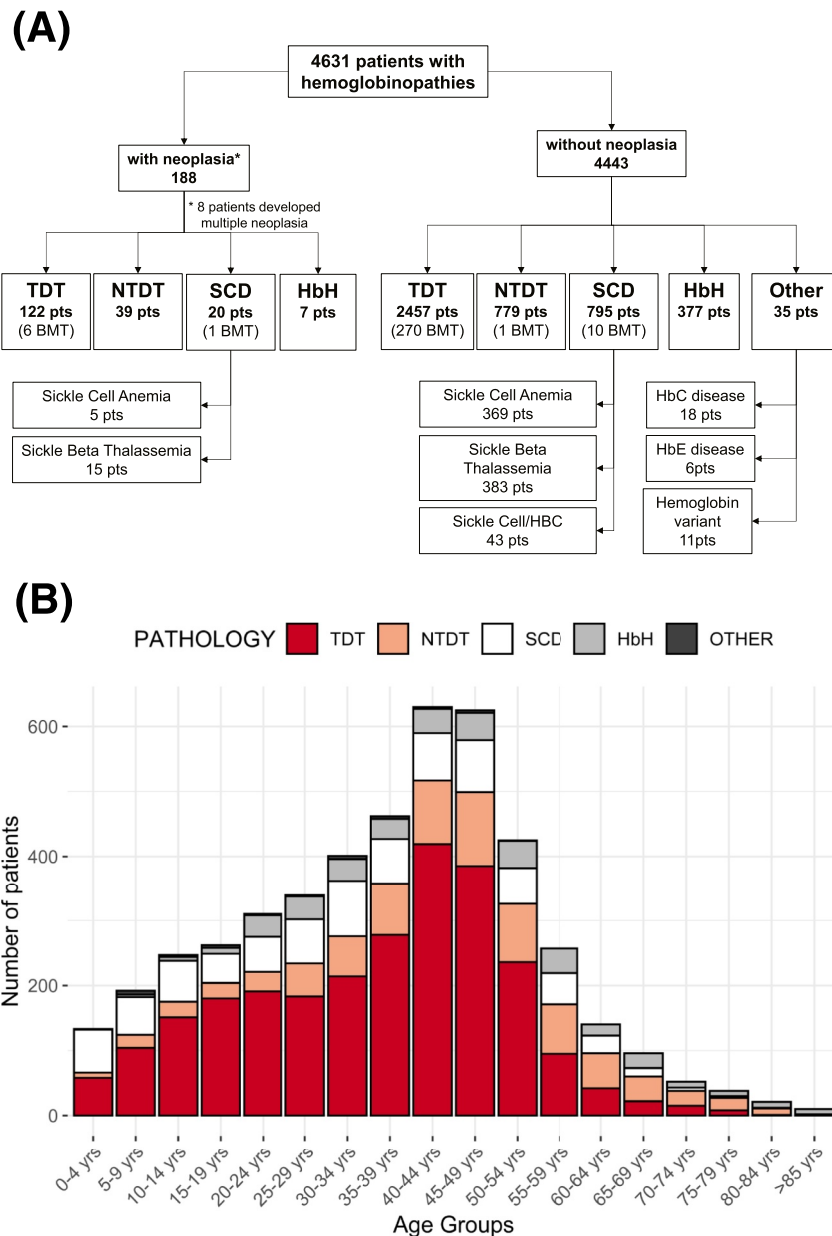 (A)
4631 patients with
hemoglobinopathies
with neoplasia*
188
without neoplasia
4443
* 8 patients developed
multiple neoplasia
TDT
122 pts
(6 BMT)
NTDT
39 pts
SCD
20 pts
(1 BMT)
HbH
7 pts
TDT
2457 pts
(270 BMT)
NTDT
779 pts
(1 BMT)
SCD
795 pts
(10 BMT)
HbH
377 pts
Other
35 pts
Sickle Cell Anemia
5 pts
Sickle Beta Thalassemia
15 pts
Sickle Cell Anemia
369 pts
Sickle Beta
Thalassemia
383 pts
Sickle Cell/HBC
43 pts
HbC disease
18 pts
HbE disease
6pts
Hemoglobin
variant
11pts
(B)
PATHOLOGY TDT NTDT SCD HbH OTHER
Number of patients
600
400
200
0
0-4 yrs
5-9 yrs
10-14 yrs
15-19 yrs
20-24 yrs
25-29 yrs
30-34 yrs
35-39 yrs
40-44 yrs
45-49 yrs
50-54 yrs
55-59 yrs
60-64 yrs
65-69 yrs
70-74 yrs
75-79 yrs
80-84 yrs
>85 yrs
Age Groups